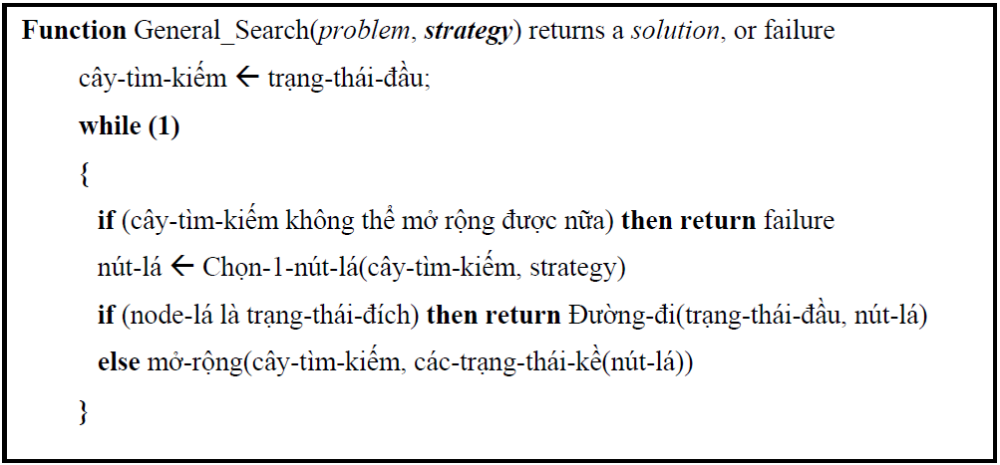 Function General_Search(problem, strategy) returns a solution, or failure
cây-tìm-kiếm ← trạng-thái-đầu;
while (1)
{
if (cây-tìm-kiếm không thể mở rộng được nữa) then return failure
nút-lá ← Chọn-1-nút-lá(cây-tìm-kiếm, strategy)
if (node-lá là trạng-thái-đích) then return Đường-đi(trạng-thái-đầu, nút-lá)
else mở-rộng(cây-tìm-kiếm, các-trạng-thái-kề(nút-lá))
}